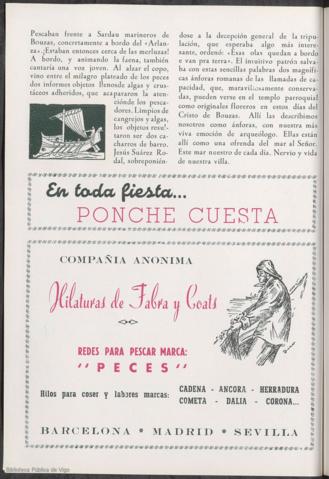 Pescaban frente a Sardau marineros de
Bouzas, concretamente a bordo del «Arlan-
za». ¡Estaban entonces cerca de las merluzas!
A bordo, y animando la faena, también
cantaría una voz joven. Al alzar el copo,
vino entre el milagro plateado de los peces
dos informes objetos llenos de algas y crus-
táceos adheridos, que acapararon la aten-
ción de los pesca-
dores. Limpios de
cangrejos y algas,
los objetos resul-
taron ser dos ca-
charros de barro.
Jesús Suárez Ro-
dal, sobreponién-
dose a la decepción de la tripu-
lación, que esperaba algo más intere-
sante, ordenó: «Esas olas quedan a bordo
e van pra terra». El intuitivo patrón salva-
ba con estas sencillas palabras dos magnífi-
cas ánforas romanas de las llamadas de ca-
pacidad, que, maravillosamente conserva-
das, pueden verse en el templo parroquial
como originales floreros en estos días del
Cristo de Bouzas. Allí las describimos
nosotros como ánforas, con nuestra más
viva emoción de arqueólogo. Ellas están
allí como una ofrenda del mar al Señor.
Este mar nuestro de cada día. Nervio y vida
de nuestra villa.
En toda fiesta...
PONCHE CUESTA
COMPAÑIA ANONIMA
Hilaturas de Fabra y Coats
REDES PARA PESCAR MARCA:
"PECES"
Hilos para coser y labores marcas:
CADENA - ANCORA - HERRADURA
COMETA - DALIA - CORONA...
BARCELONA • MADRID • SEVILLA
Biblioteca Pública de Vigo